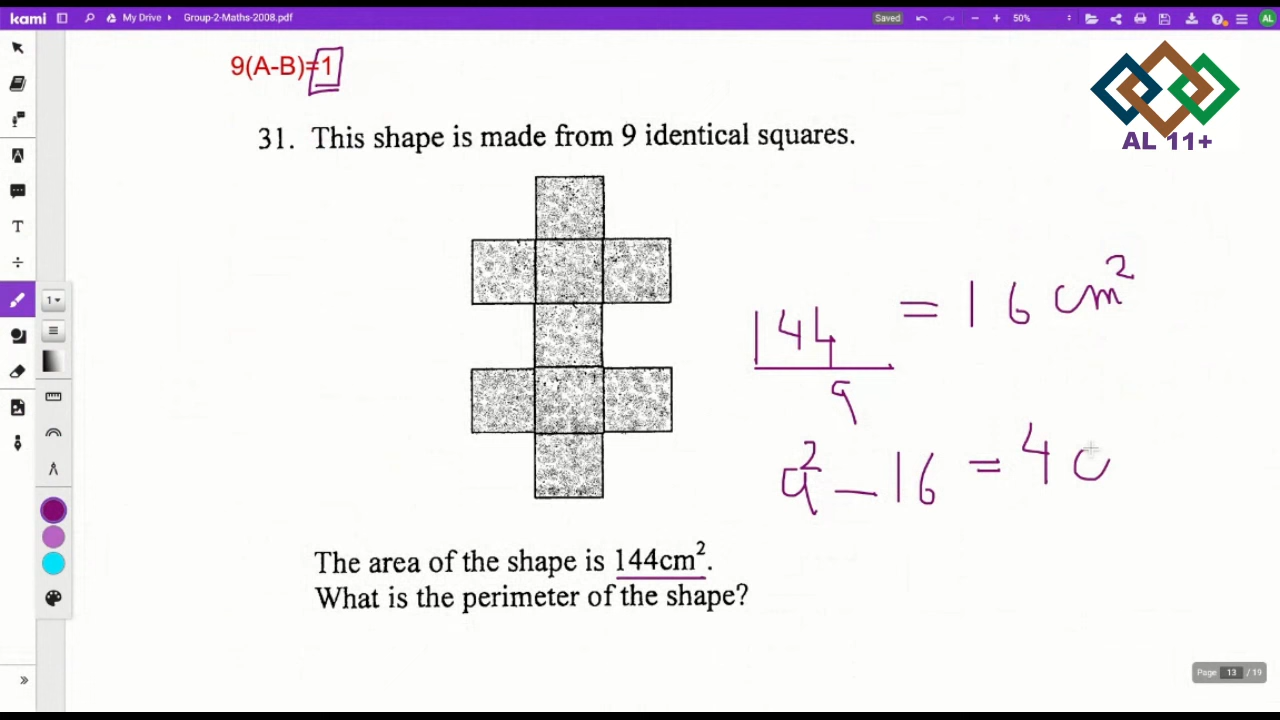 kami My Drive Group-2-Maths-2008.pdf Saved 50% AL
9(A-B)=1
AL 11+
31. This shape is made from 9 identical squares.
144/9 = 16 cm²
a² – 16 = 4 c
The area of the shape is 144cm².
What is the perimeter of the shape?
1
T
Page 13 / 19